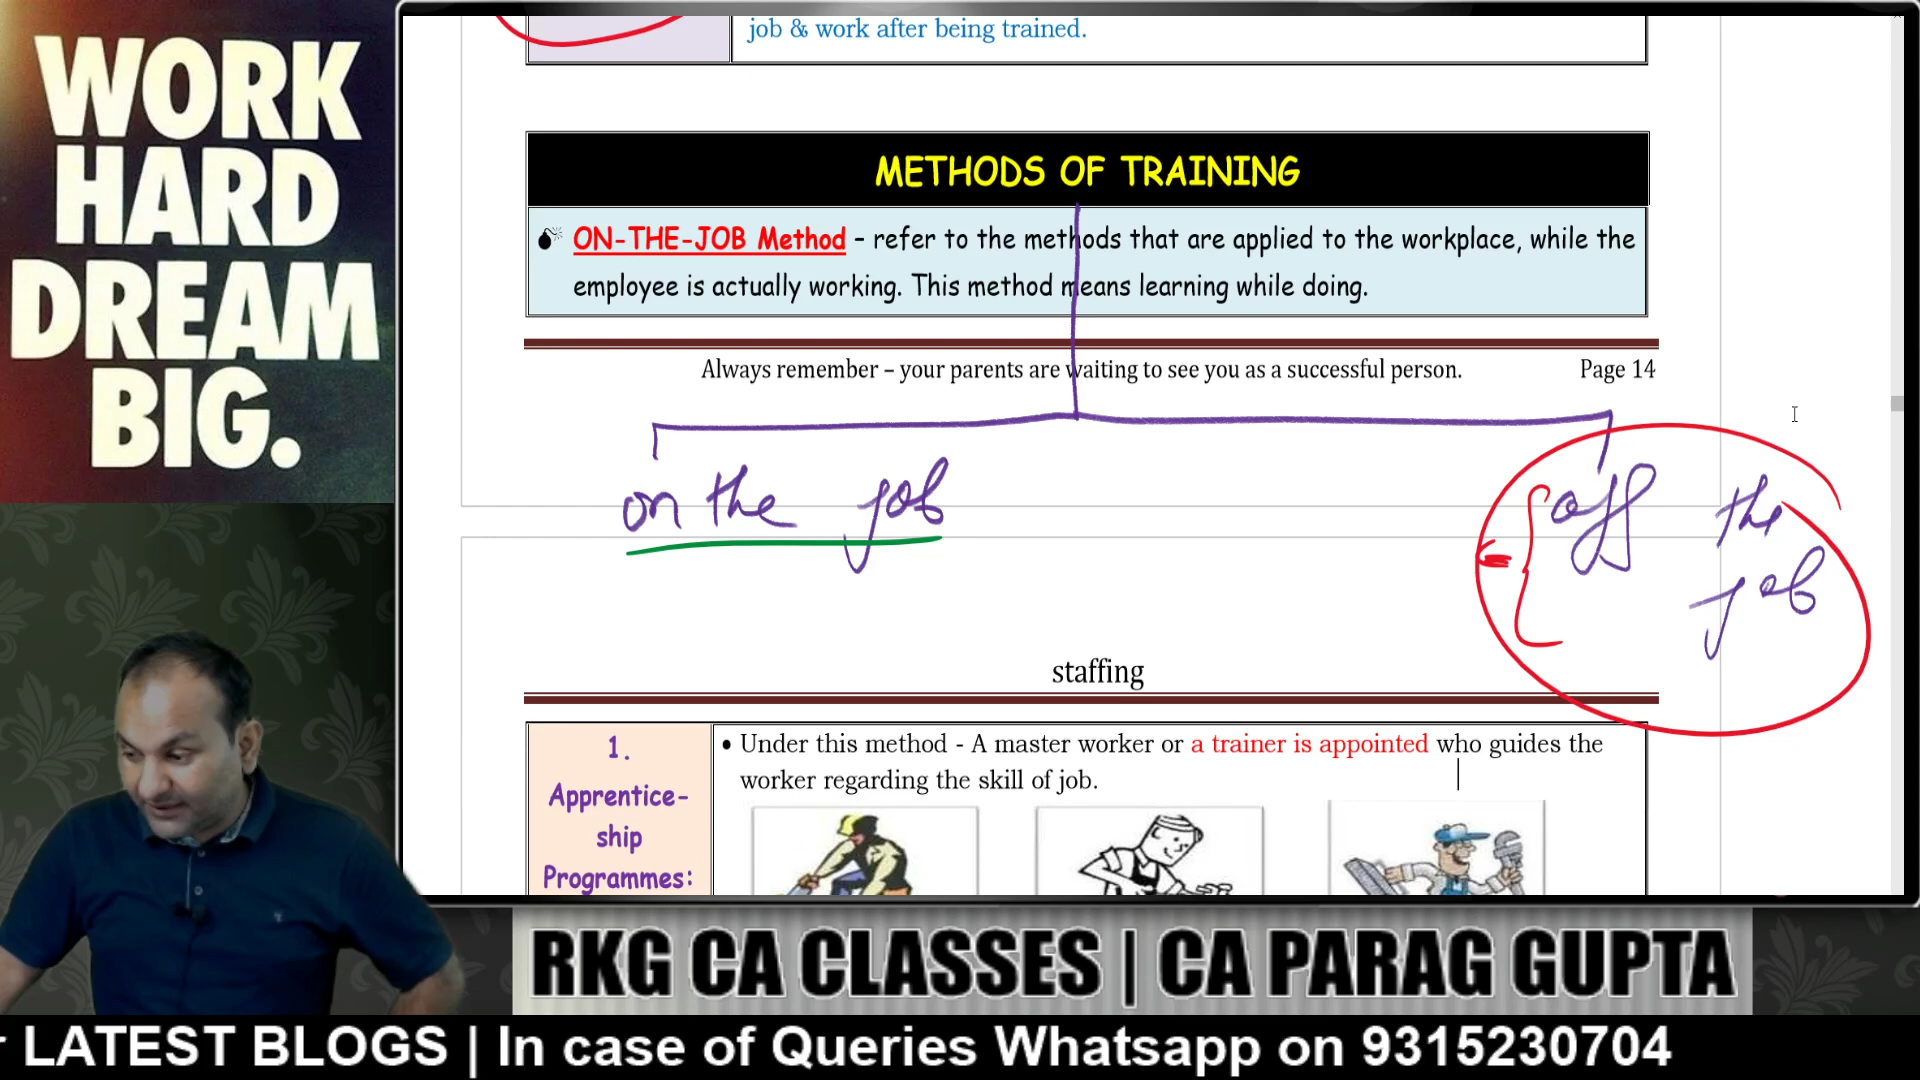 WORK
HARD
DREAM
BIG.
job & work after being trained.
METHODS OF TRAINING
ON-THE-JOB Method – refer to the methods that are applied to the workplace, while the
employee is actually working. This method means learning while doing.
Always remember – your parents are waiting to see you as a successful person. Page 14
on the job
off the
job
staffing
1.
Apprentice-
ship
Programmes:
• Under this method - A master worker or a trainer is appointed who guides the
worker regarding the skill of job.
RKG CA CLASSES | CA PARAG GUPTA
LATEST BLOGS | In case of Queries Whatsapp on 9315230704